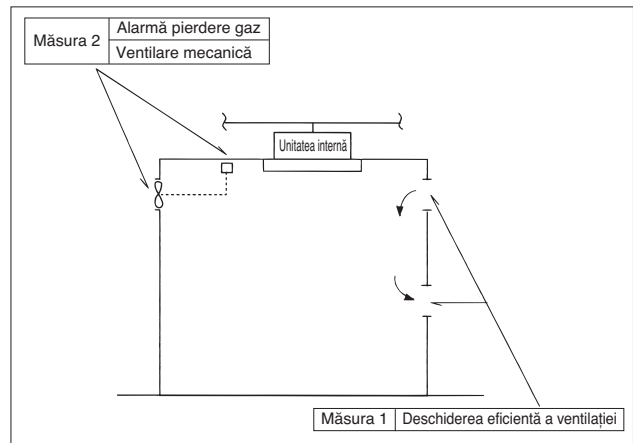 Măsura 2
Alarmă pierdere gaz
Ventilare mecanică
Unitatea internă
Măsura 1
Deschiderea eficientă a ventilației